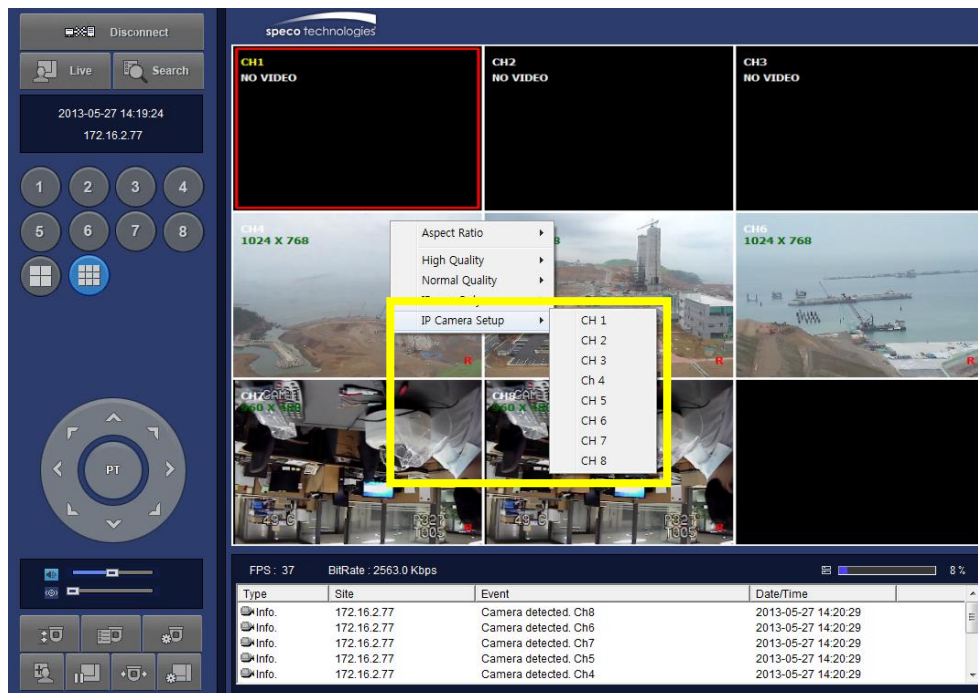 Disconnect
Live
Search
2013-05-27 14:19:24
172.16.2.77
1 2 3 4
5 6 7 8
PT
speco technologies
CH1
NO VIDEO
CH2
NO VIDEO
CH3
NO VIDEO
CH4
1024 X 768
R
CH6
1024 X 768
R
CH7
CH8
49 C
R
49 C
R
Aspect Ratio
High Quality
Normal Quality
IP Camera Setup
CH 1
CH 2
CH 3
Ch 4
CH 5
CH 6
CH 7
CH 8
FPS : 37 BitRate : 2563.0 Kbps 8 %
Type Site Event Date/Time
Info. 172.16.2.77 Camera detected. Ch8 2013-05-27 14:20:29
Info. 172.16.2.77 Camera detected. Ch6 2013-05-27 14:20:29
Info. 172.16.2.77 Camera detected. Ch7 2013-05-27 14:20:29
Info. 172.16.2.77 Camera detected. Ch5 2013-05-27 14:20:29
Info. 172.16.2.77 Camera detected. Ch4 2013-05-27 14:20:29